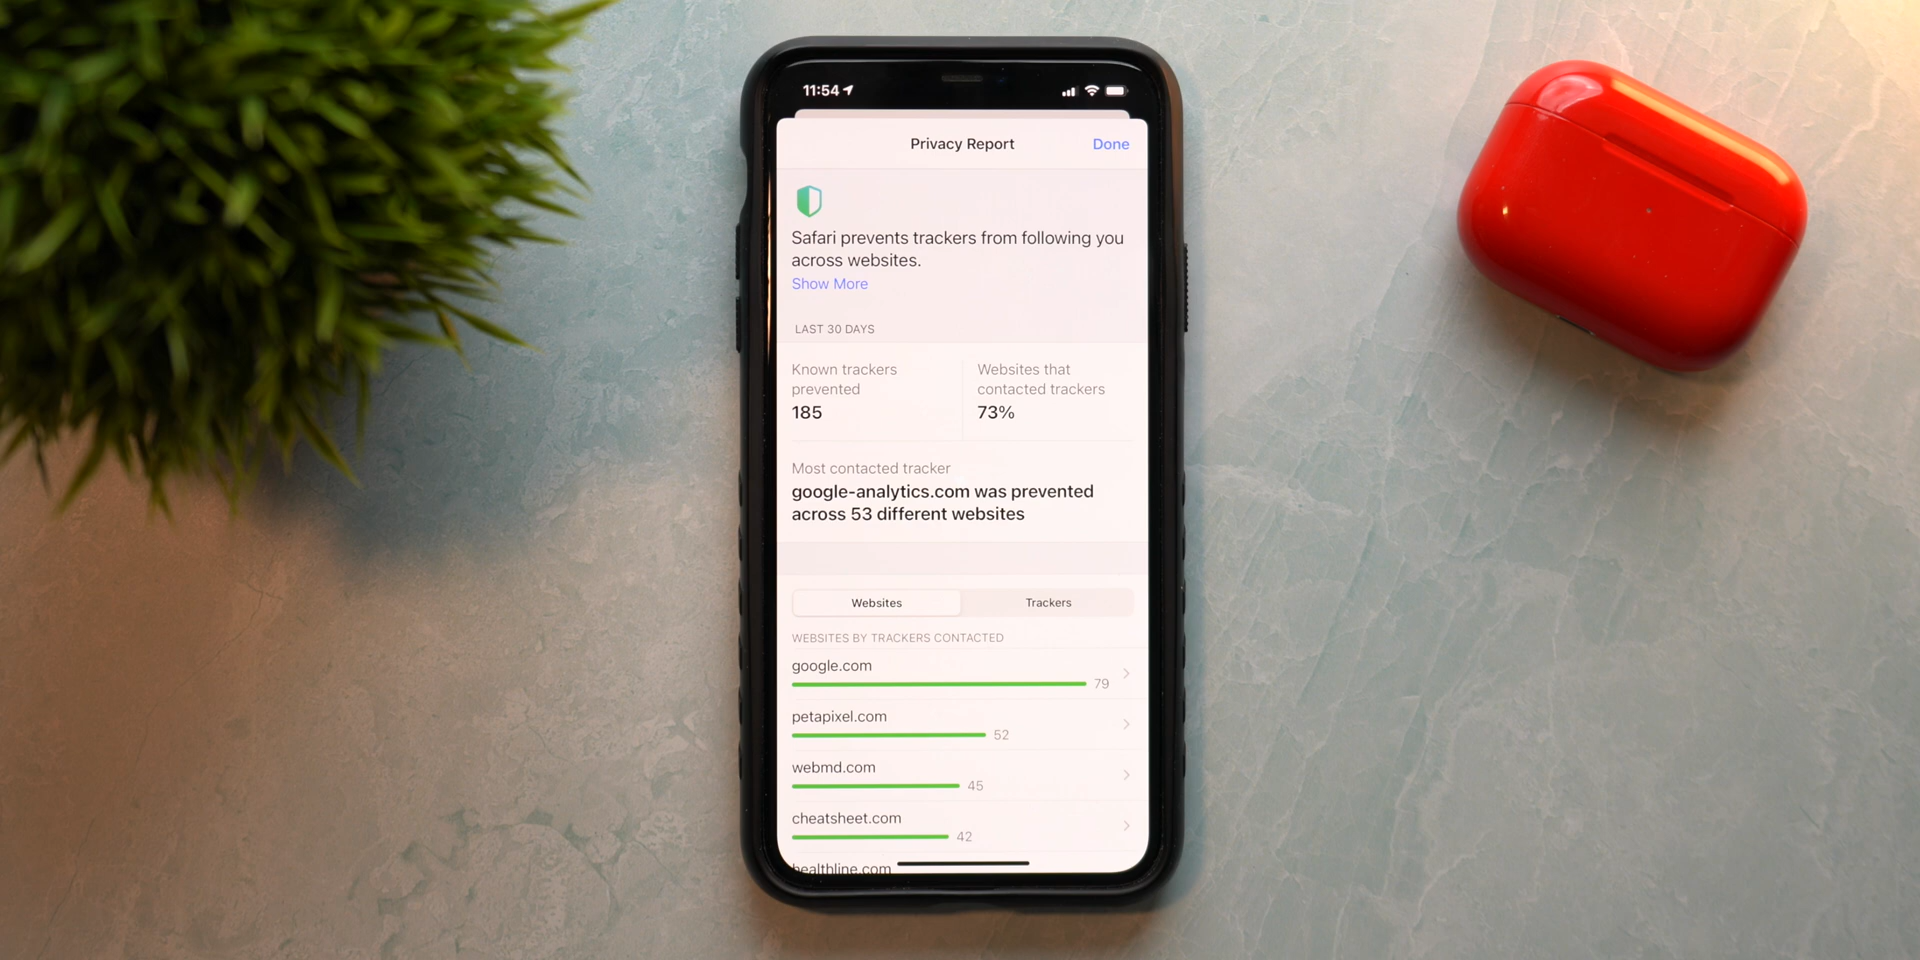 11:54
Privacy Report
Done
Safari prevents trackers from following you
across websites.
Show More
LAST 30 DAYS
Known trackers
prevented
185
Websites that
contacted trackers
73%
Most contacted tracker
google-analytics.com was prevented
across 53 different websites
Websites
Trackers
WEBSITES BY TRACKERS CONTACTED
google.com
79
petapixel.com
52
webmd.com
45
cheatsheet.com
42
healthline.com